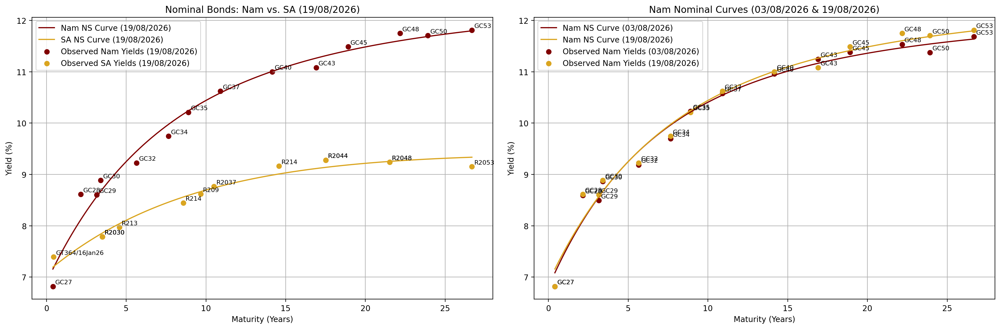 Nominal Bonds: Nam vs. SA (19/08/2026)
Nam NS Curve (19/08/2026)
SA NS Curve (19/08/2026)
Observed Nam Yields (19/08/2026)
Observed SA Yields (19/08/2026)
12
11
10
9
8
7
Yield (%)
GC53
GC48
GC50
GC45
GC43
GC40
GC37
GC35
GC34
GC32
GC30
GC28
GC29
GC27
R2044
R2048
R2053
R214
R2037
R209
R214
R213
R2030
GT364/16Jan26
0
5
10
15
20
25
Maturity (Years)
Nam Nominal Curves (03/08/2026 & 19/08/2026)
Nam NS Curve (03/08/2026)
Nam NS Curve (19/08/2026)
Observed Nam Yields (03/08/2026)
Observed Nam Yields (19/08/2026)
12
11
10
9
8
7
Yield (%)
GC53
GC53
GC48
GC50
GC48
GC50
GC45
GC45
GC43
GC43
GC40
GC40
GC37
GC37
GC35
GC35
GC34
GC34
GC32
GC32
GC30
GC30
GC28
GC28
GC29
GC29
GC27
0
5
10
15
20
25
Maturity (Years)